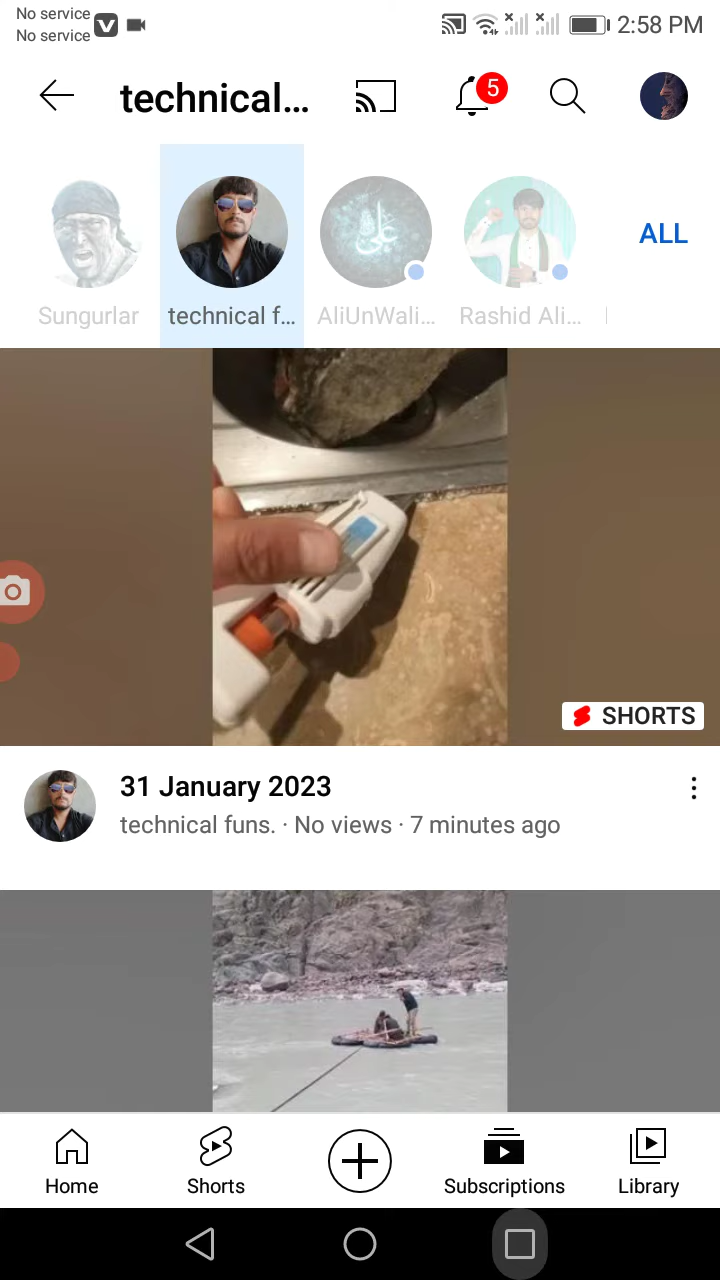 No service
No service
2:58 PM
technical...
5
Sungurlar
technical f...
AliUnWali...
Rashid Ali...
ALL
علی
SHORTS
31 January 2023
technical funs. · No views · 7 minutes ago
Home
Shorts
Subscriptions
Library